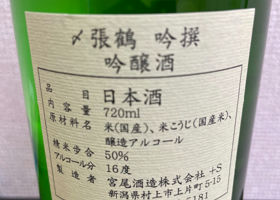 〆張鶴 吟撰
吟醸酒
品目 日本酒
内容量 720ml
原材料名 米(国産)、米こうじ(国産米)、
醸造アルコール
精米歩合 50%
アルコール分 16度
製造者 宮尾酒造株式会社 +S
新潟県村上市上片町5-15
5181